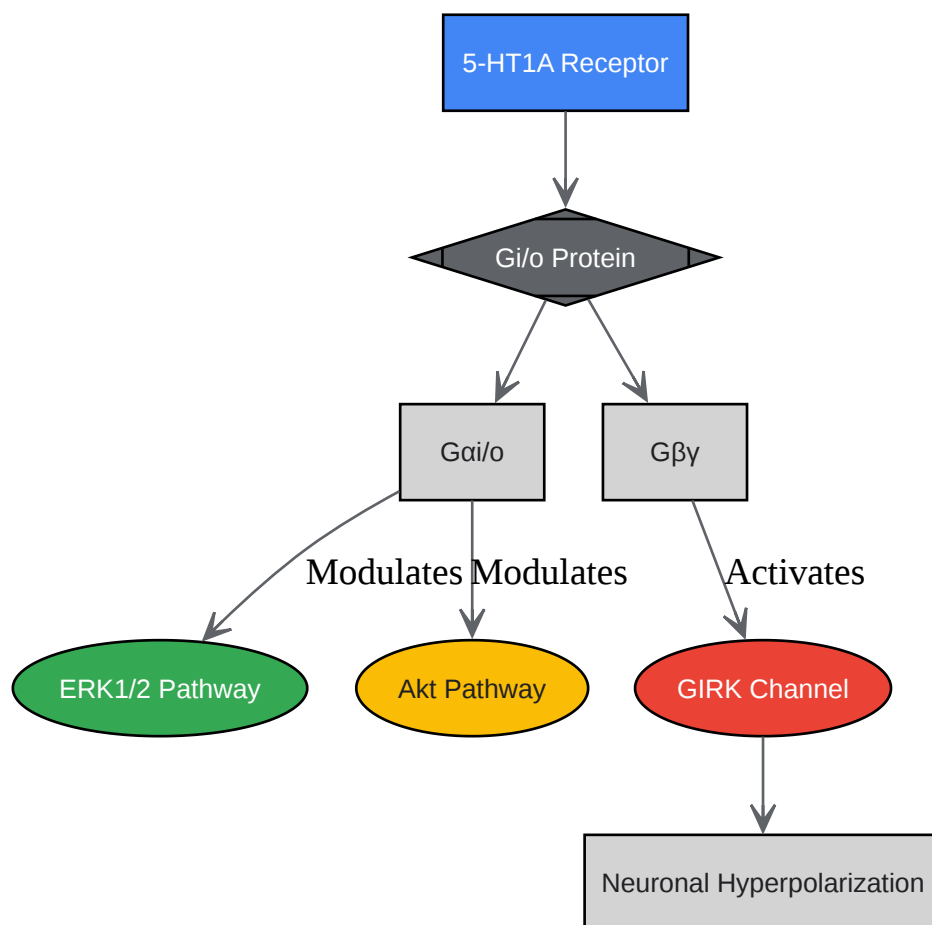 5-HT1A Receptor
Gi/o Protein
Gαi/o
Gβγ
Modulates
Modulates
Activates
ERK1/2 Pathway
Akt Pathway
GIRK Channel
Neuronal Hyperpolarization